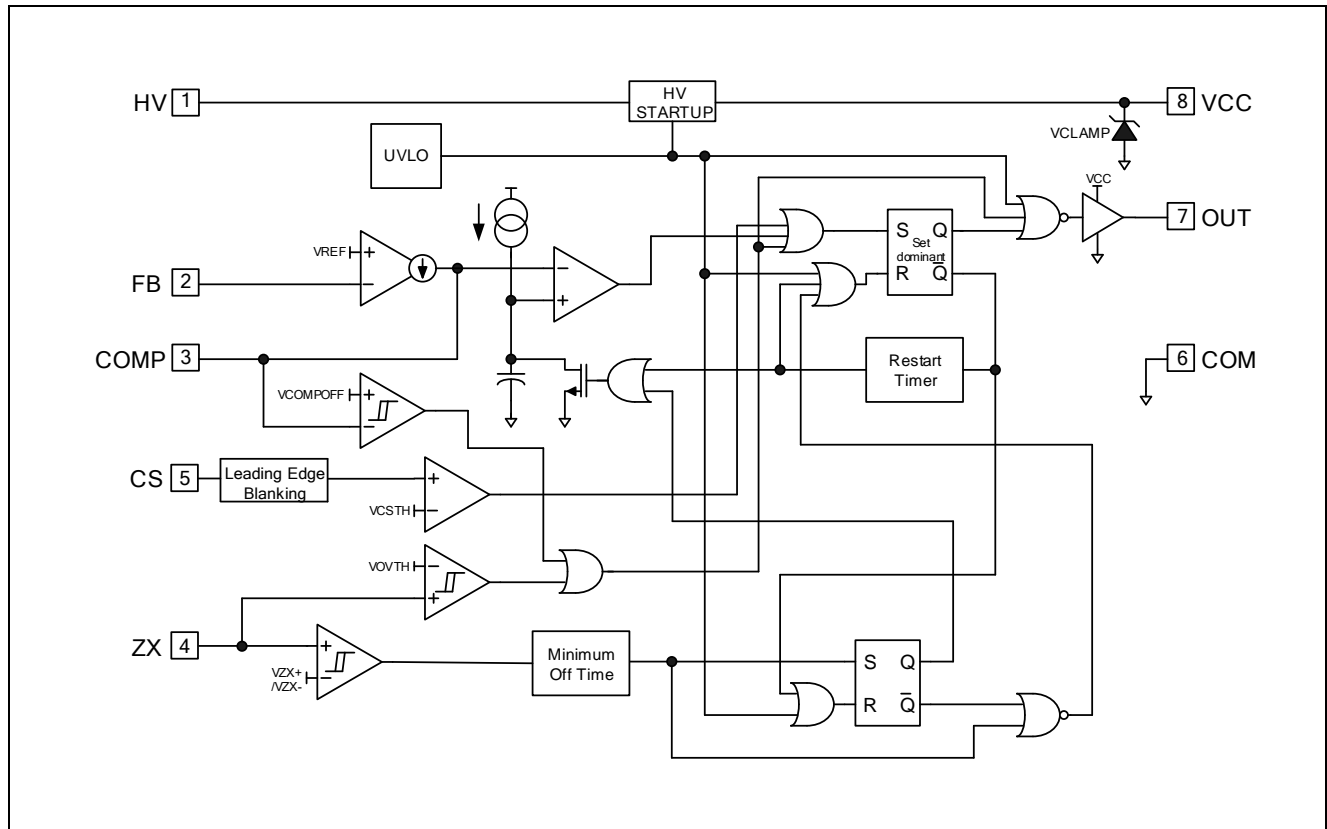 HV 1
HV
STARTUP
8 VCC
VCLAMP
UVLO
VCC
7 OUT
S Q
Set
dominant
R Q̅
VREF
+
−
FB 2
−
+
COMP 3
Restart
Timer
6 COM
VCOMPOFF
+
−
CS 5
Leading Edge
Blanking
+
VCSTH
−
VOVTH
−
+
ZX 4
+
VZX+
/VZX-
−
Minimum
Off Time
S Q
R Q̅